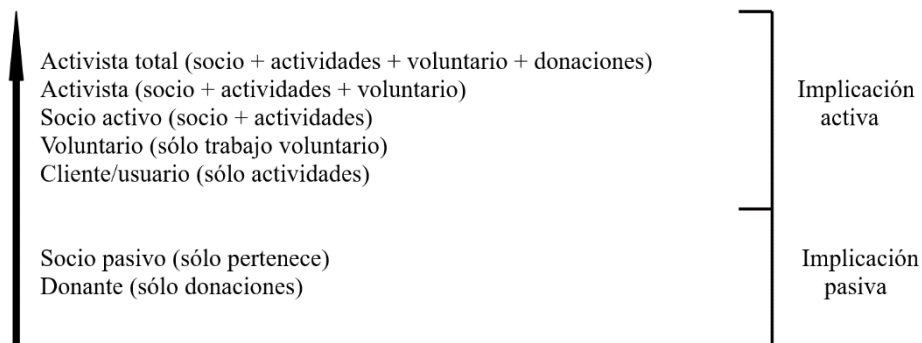 Activista total (socio + actividades + voluntario + donaciones)
Activista (socio + actividades + voluntario)
Socio activo (socio + actividades)
Voluntario (sólo trabajo voluntario)
Cliente/usuario (sólo actividades)
Implicación
activa
Socio pasivo (sólo pertenece)
Donante (sólo donaciones)
Implicación
pasiva